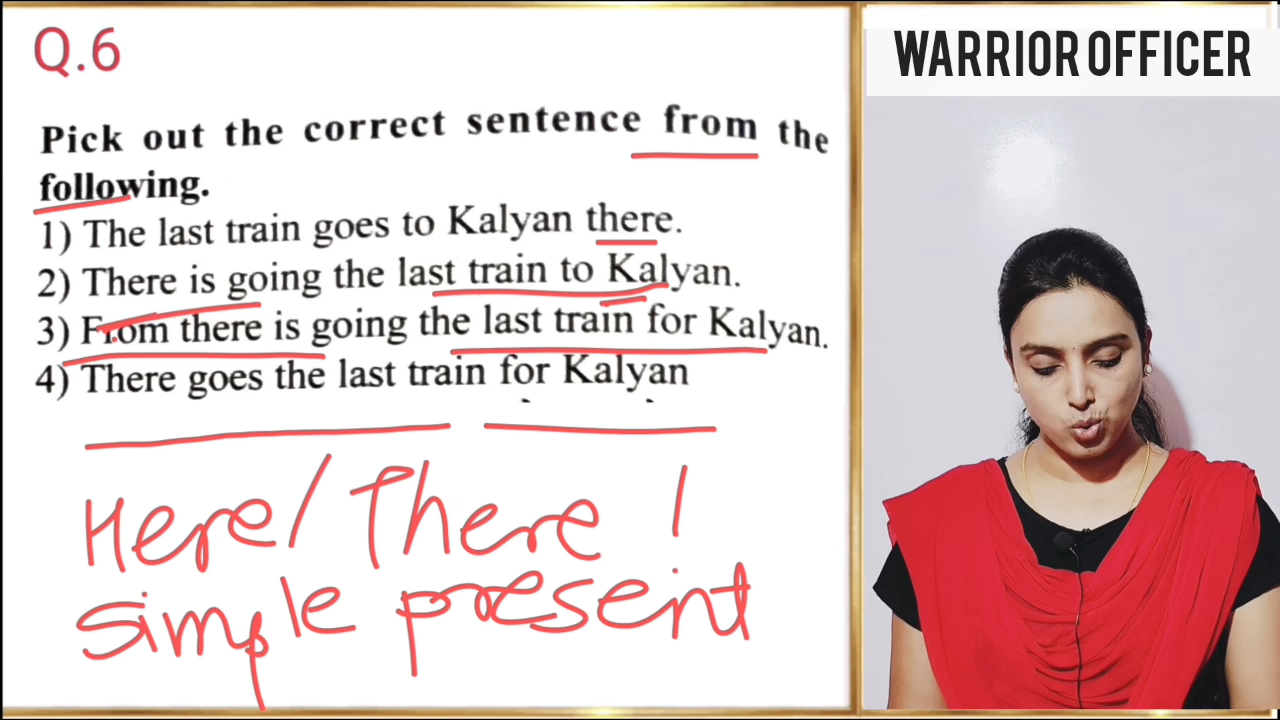 Q.6
WARRIOR OFFICER
Pick out the correct sentence from the
following.
1) The last train goes to Kalyan there.
2) There is going the last train to Kalyan.
3) From there is going the last train for Kalyan.
4) There goes the last train for Kalyan
Here/There !
simple present